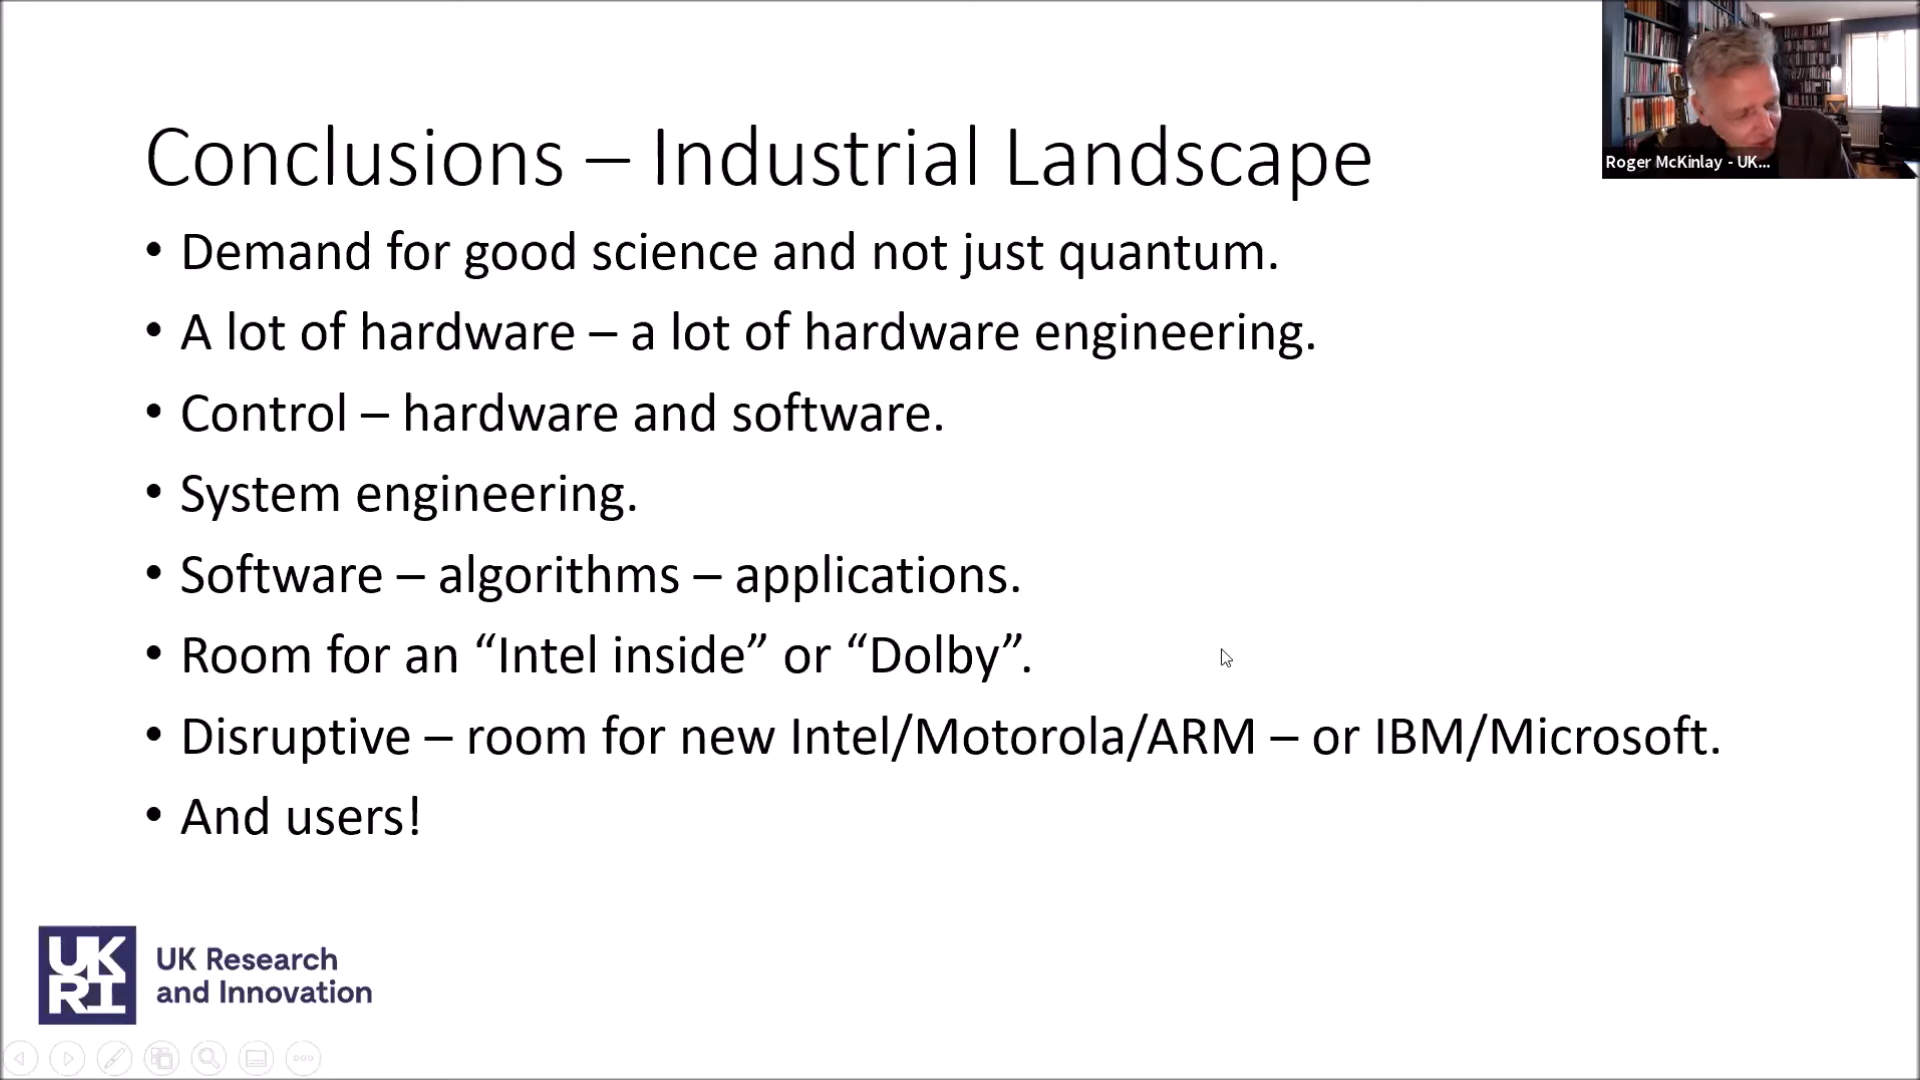 Conclusions – Industrial Landscape
• Demand for good science and not just quantum.
• A lot of hardware – a lot of hardware engineering.
• Control – hardware and software.
• System engineering.
• Software – algorithms – applications.
• Room for an “Intel inside” or “Dolby”.
• Disruptive – room for new Intel/Motorola/ARM – or IBM/Microsoft.
• And users!
Roger McKinlay - UK...
UK
RI
UK Research
and Innovation